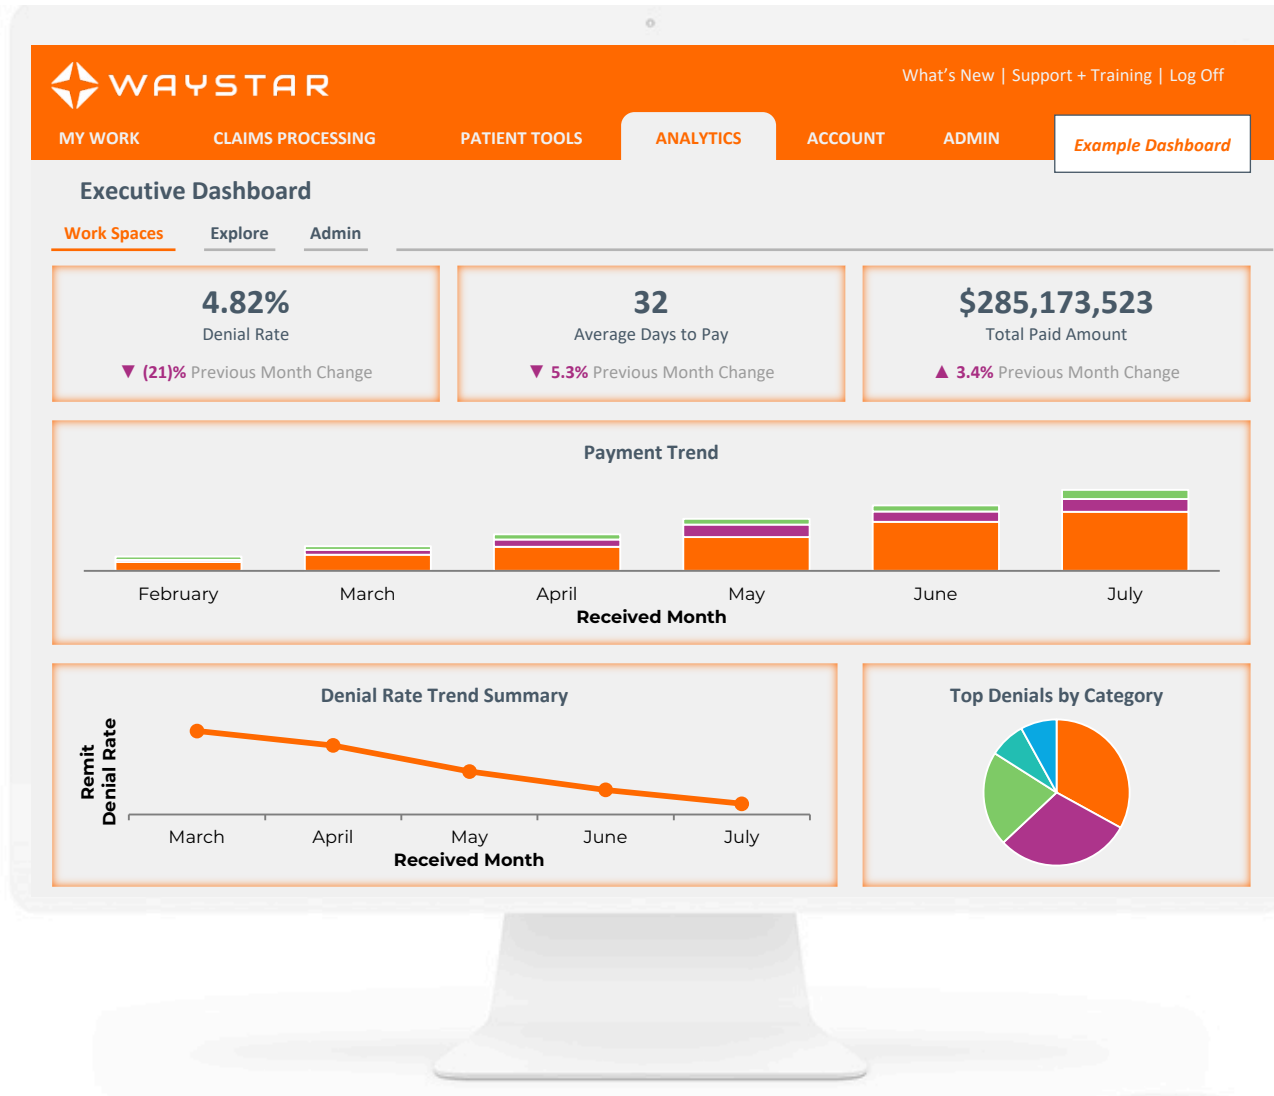 WAYSTAR
What's New | Support + Training | Log Off
MY WORK CLAIMS PROCESSING PATIENT TOOLS ANALYTICS ACCOUNT ADMIN Example Dashboard
Executive Dashboard
Work Spaces Explore Admin
4.82%
Denial Rate
▼ (21)% Previous Month Change
32
Average Days to Pay
▼ 5.3% Previous Month Change
$285,173,523
Total Paid Amount
▲ 3.4% Previous Month Change
Payment Trend
February March April May June July
Received Month
Denial Rate Trend Summary
Remit
Denial Rate
March April May June July
Received Month
Top Denials by Category